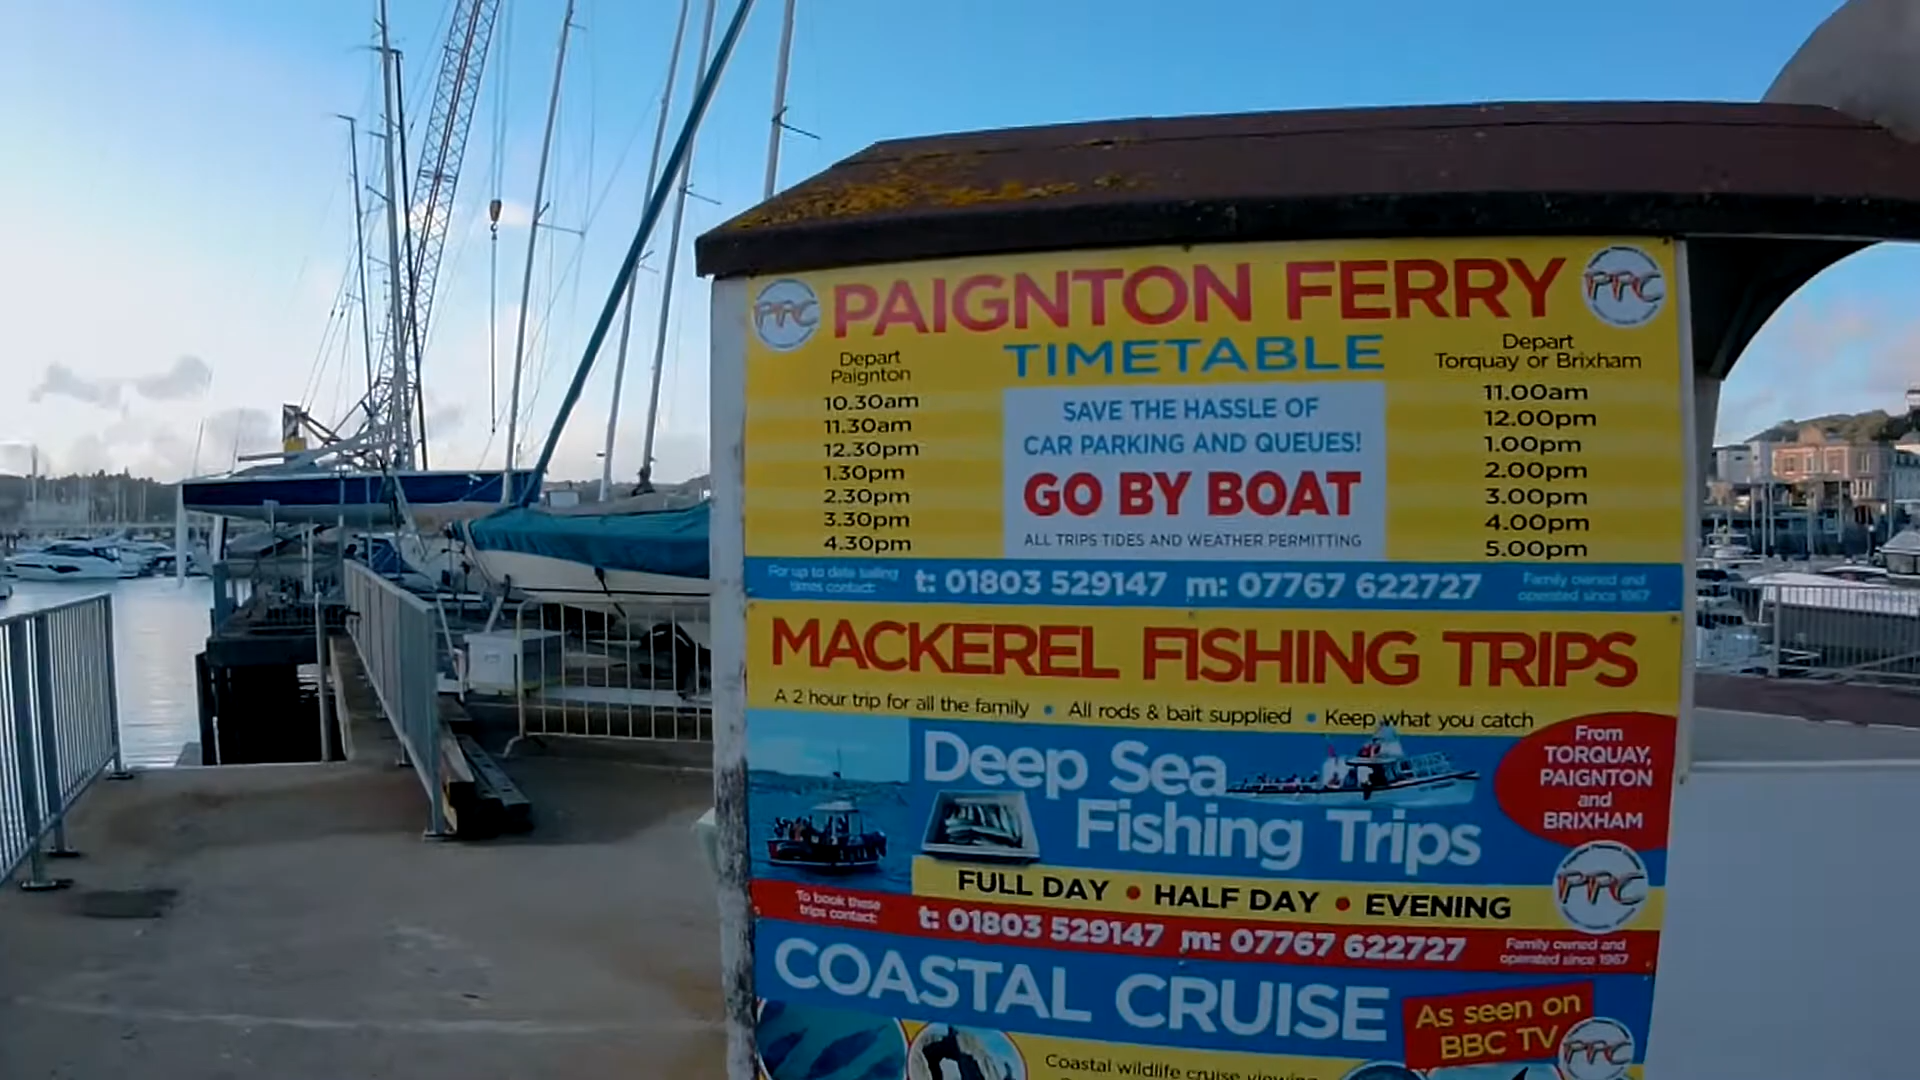 PPC PAIGNTON FERRY PPC
TIMETABLE
Depart
Paignton
10.30am
11.30am
12.30pm
1.30pm
2.30pm
3.30pm
4.30pm
SAVE THE HASSLE OF
CAR PARKING AND QUEUES!
GO BY BOAT
ALL TRIPS TIDES AND WEATHER PERMITTING
Depart
Torquay or Brixham
11.00am
12.00pm
1.00pm
2.00pm
3.00pm
4.00pm
5.00pm
For up to date sailing
times contact:
t: 01803 529147 m: 07767 622727
Family owned and
operated since 1967
MACKEREL FISHING TRIPS
A 2 hour trip for all the family • All rods & bait supplied • Keep what you catch
Deep Sea
Fishing Trips
From
TORQUAY,
PAIGNTON
and
BRIXHAM
FULL DAY • HALF DAY • EVENING
PPC
To book these
trips contact:
t: 01803 529147 m: 07767 622727
Family owned and
operated since 1967
COASTAL CRUISE
As seen on
BBC TV
PPC
Coastal wildlife cruise viewing